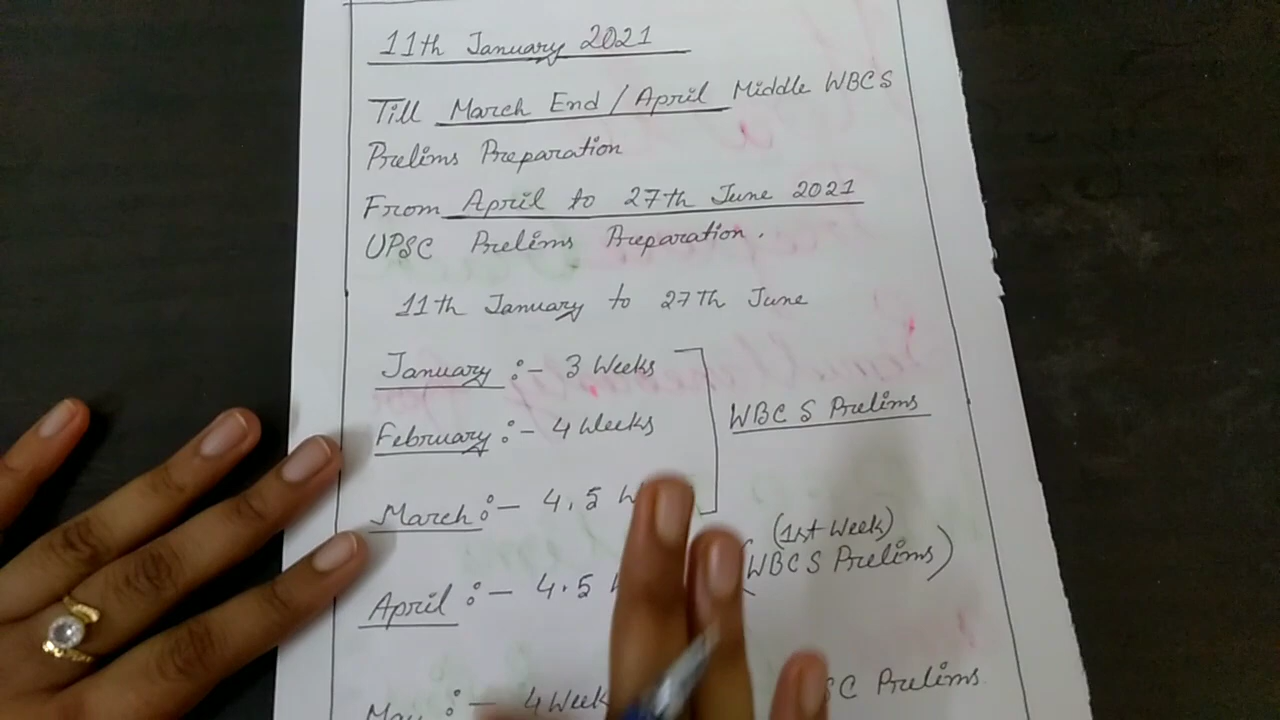 11th January 2021
Till March End / April Middle WBCS
Prelims Preparation
From April to 27th June 2021
UPSC Prelims Preparation.
11th January to 27Th June
January :- 3 Weeks
February :- 4 Weeks
WBCS Prelims
March :- 4.5
(1st Week)
April :- 4.5
(WBCS Prelims)
May :- 4 Week
Prelims